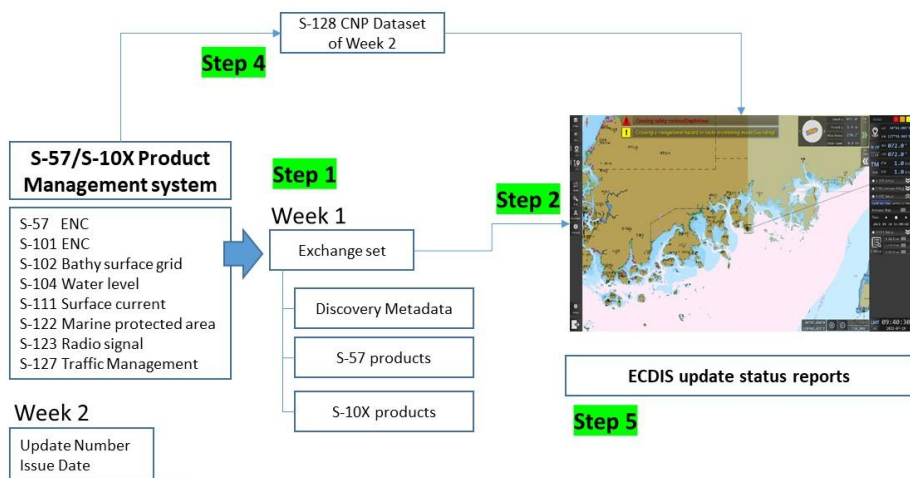 S-128 CNP Dataset
of Week 2
Step 4
S-57/S-10X Product
Management system
S-57 ENC
S-101 ENC
S-102 Bathy surface grid
S-104 Water level
S-111 Surface current
S-122 Marine protected area
S-123 Radio signal
S-127 Traffic Management
Step 1
Week 1
Exchange set
Discovery Metadata
S-57 products
S-10X products
Step 2
09:40:30
ECDIS update status reports
Step 5
Week 2
Update Number
Issue Date